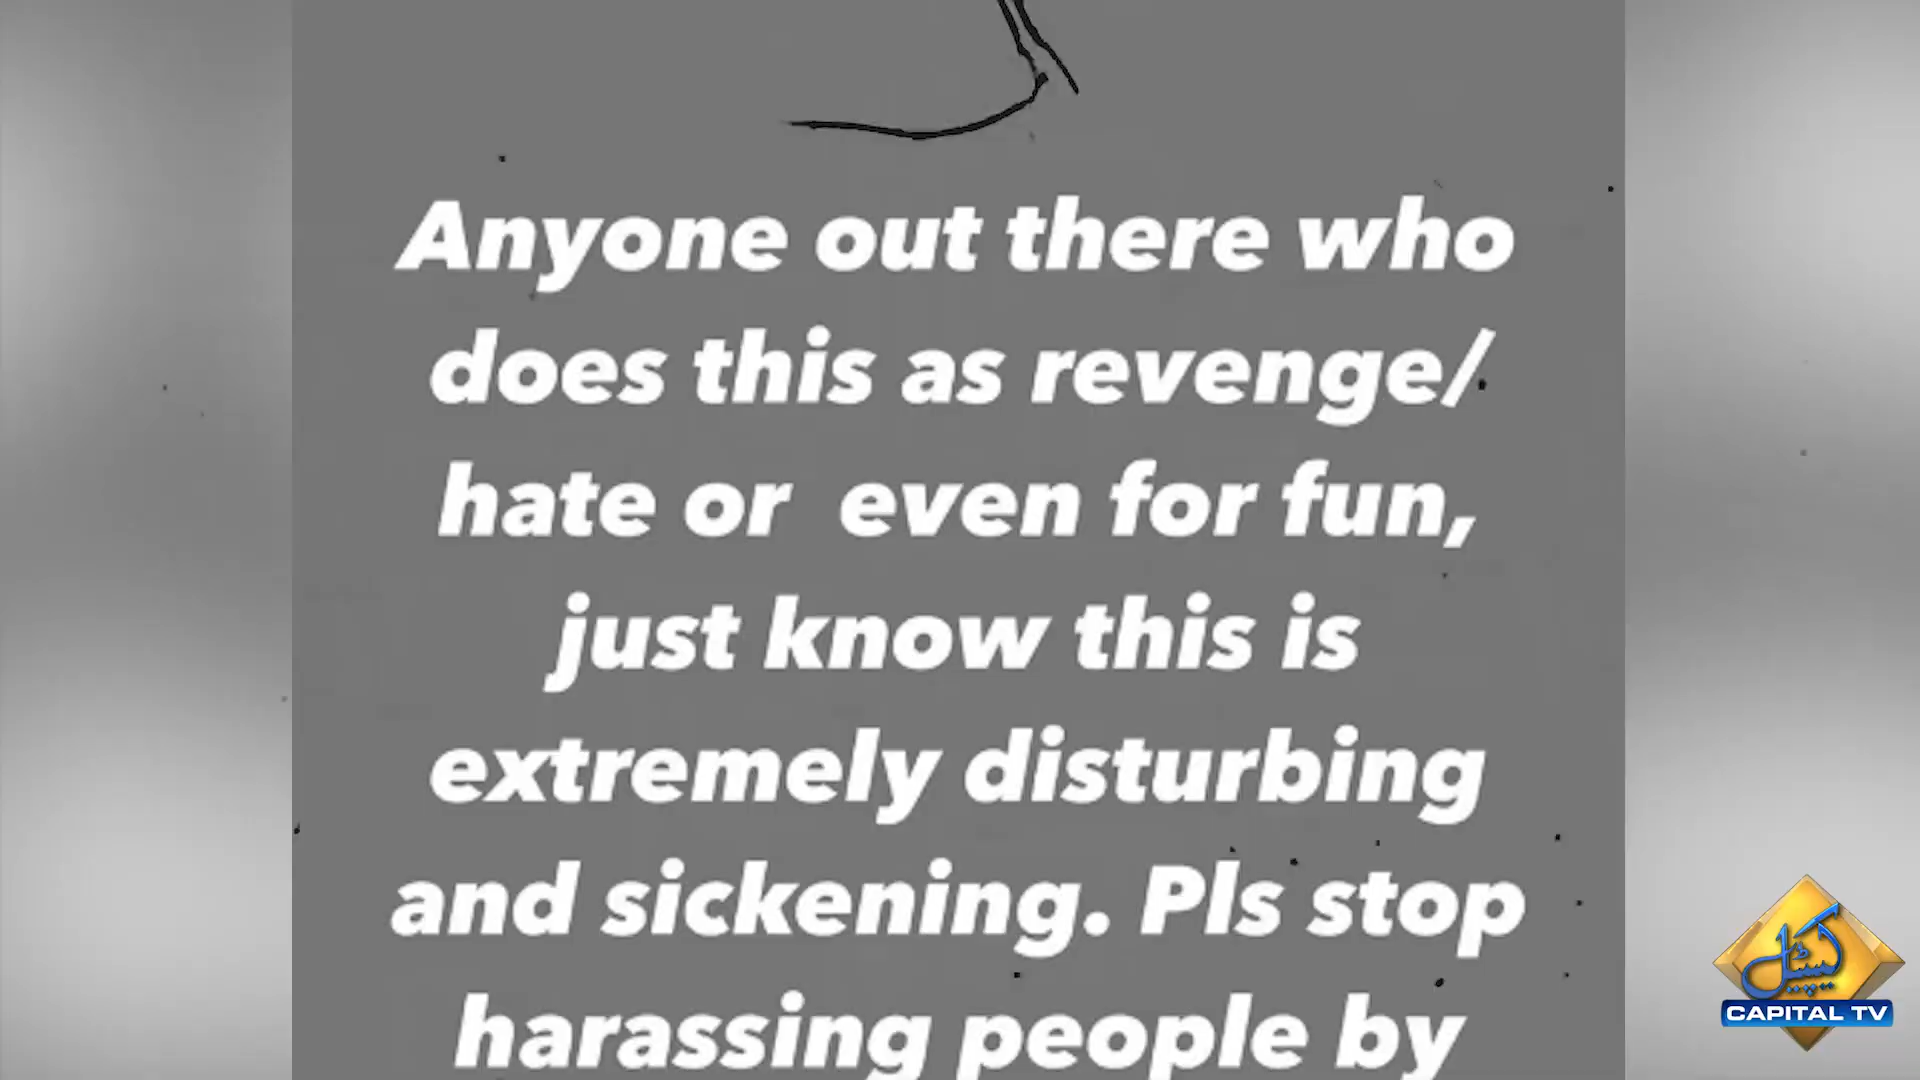 Anyone out there who
does this as revenge/
hate or even for fun,
just know this is
extremely disturbing
and sickening. Pls stop
harassing people by
کیپیٹل
CAPITAL TV